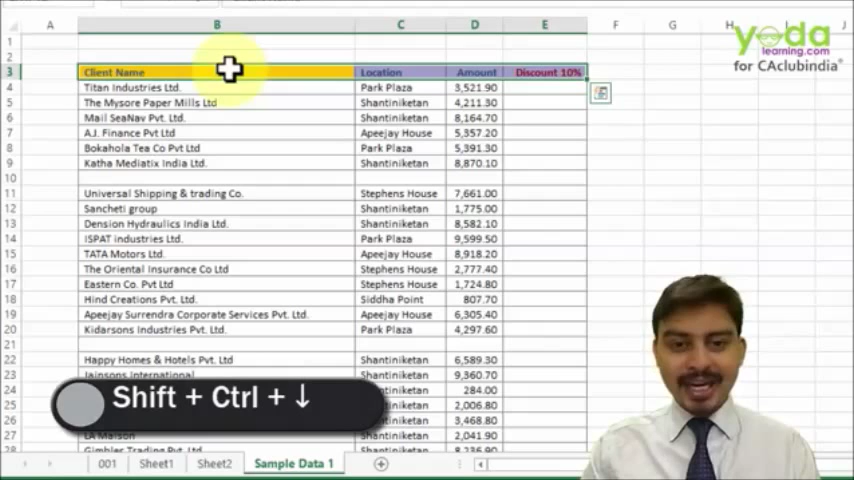 A B C D E F G H I J
yoda
learning.com
for CAclubindia
1
2
3 Client Name Location Amount Discount 10%
4 Titan Industries Ltd. Park Plaza 3,521.90
5 The Mysore Paper Mills Ltd Shantiniketan 4,211.30
6 Mail SeaNav Pvt. Ltd. Shantiniketan 8,164.70
7 A.J. Finance Pvt Ltd Apeejay House 5,357.20
8 Bokahola Tea Co Pvt Ltd Park Plaza 5,391.30
9 Katha Mediatix India Ltd. Shantiniketan 8,870.10
10
11 Universal Shipping & trading Co. Stephens House 7,661.00
12 Sancheti group Shantiniketan 1,775.00
13 Dension Hydraulics India Ltd. Shantiniketan 8,582.10
14 ISPAT industries Ltd. Park Plaza 9,599.50
15 TATA Motors Ltd. Apeejay House 8,918.20
16 The Oriental Insurance Co Ltd Stephens House 2,777.40
17 Eastern Co. Pvt Ltd Stephens House 1,724.80
18 Hind Creations Pvt. Ltd. Siddha Point 807.70
19 Apeejay Surrendra Corporate Services Pvt. Ltd. Apeejay House 6,305.40
20 Kidarsons Industries Pvt. Ltd. Park Plaza 4,297.60
21
22 Happy Homes & Hotels Pvt. Ltd Shantiniketan 6,589.30
23 Jainsons International Shantiniketan 9,360.70
24 Shantiniketan 284.00
Shift + Ctrl + ↓
25 Shantiniketan 2,006.80
26 Shantiniketan 3,468.80
27 LA Maison Shantiniketan 2,041.90
28 Gimbler Trading Pvt. Ltd. Shantiniketan 8,236.90
001 Sheet1 Sheet2 Sample Data 1